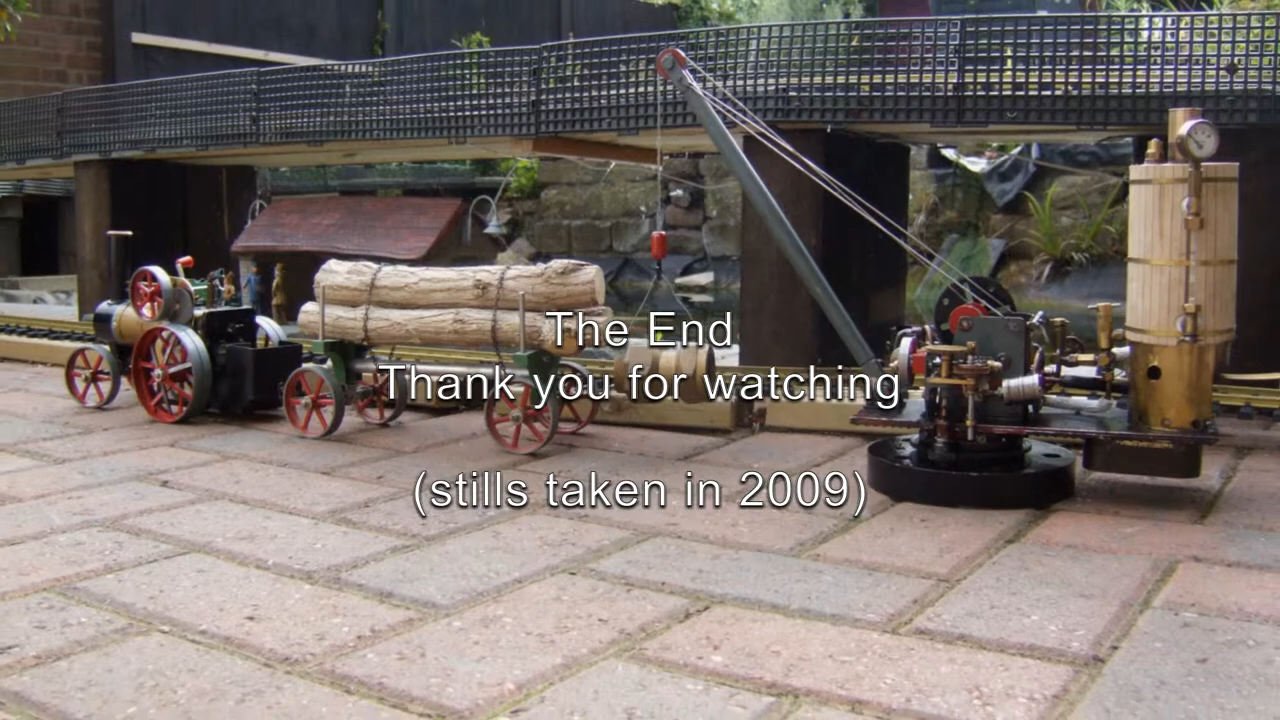 The End
Thank you for watching
(stills taken in 2009)